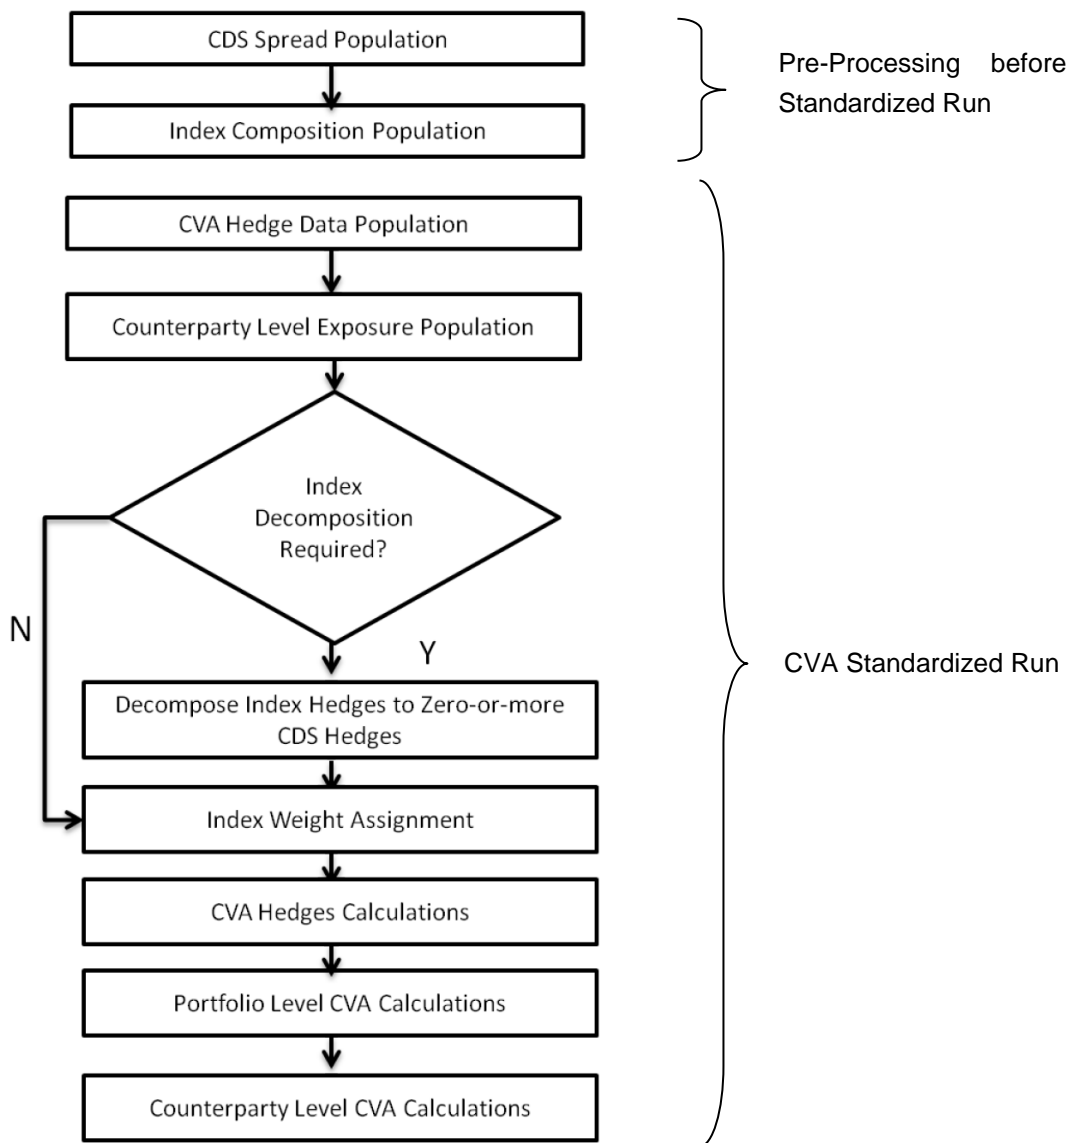 CDS Spread Population
Index Composition Population
Pre-Processing before
Standardized Run
CVA Hedge Data Population
Counterparty Level Exposure Population
Index
Decomposition
Required?
N
Y
Decompose Index Hedges to Zero-or-more
CDS Hedges
Index Weight Assignment
CVA Hedges Calculations
Portfolio Level CVA Calculations
Counterparty Level CVA Calculations
CVA Standardized Run